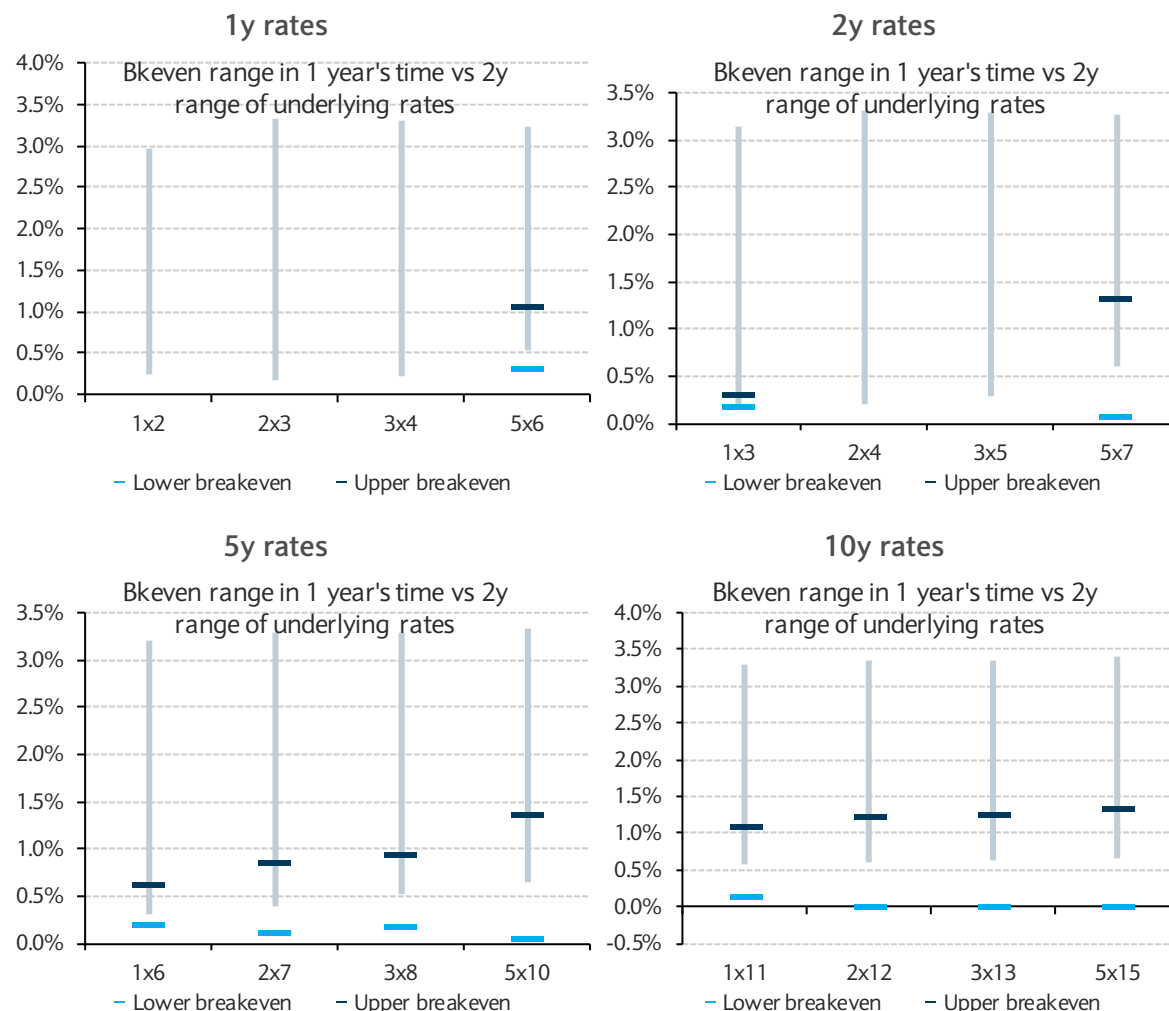 1y rates
Bkeven range in 1 year's time vs 2y
range of underlying rates
4.0%
3.5%
3.0%
2.5%
2.0%
1.5%
1.0%
0.5%
0.0%
1x2 2x3 3x4 5x6
Lower breakeven Upper breakeven
2y rates
Bkeven range in 1 year's time vs 2y
range of underlying rates
3.5%
3.0%
2.5%
2.0%
1.5%
1.0%
0.5%
0.0%
1x3 2x4 3x5 5x7
Lower breakeven Upper breakeven
5y rates
Bkeven range in 1 year's time vs 2y
range of underlying rates
3.5%
3.0%
2.5%
2.0%
1.5%
1.0%
0.5%
0.0%
1x6 2x7 3x8 5x10
Lower breakeven Upper breakeven
10y rates
Bkeven range in 1 year's time vs 2y
range of underlying rates
4.0%
3.5%
3.0%
2.5%
2.0%
1.5%
1.0%
0.5%
0.0%
-0.5%
1x11 2x12 3x13 5x15
Lower breakeven Upper breakeven